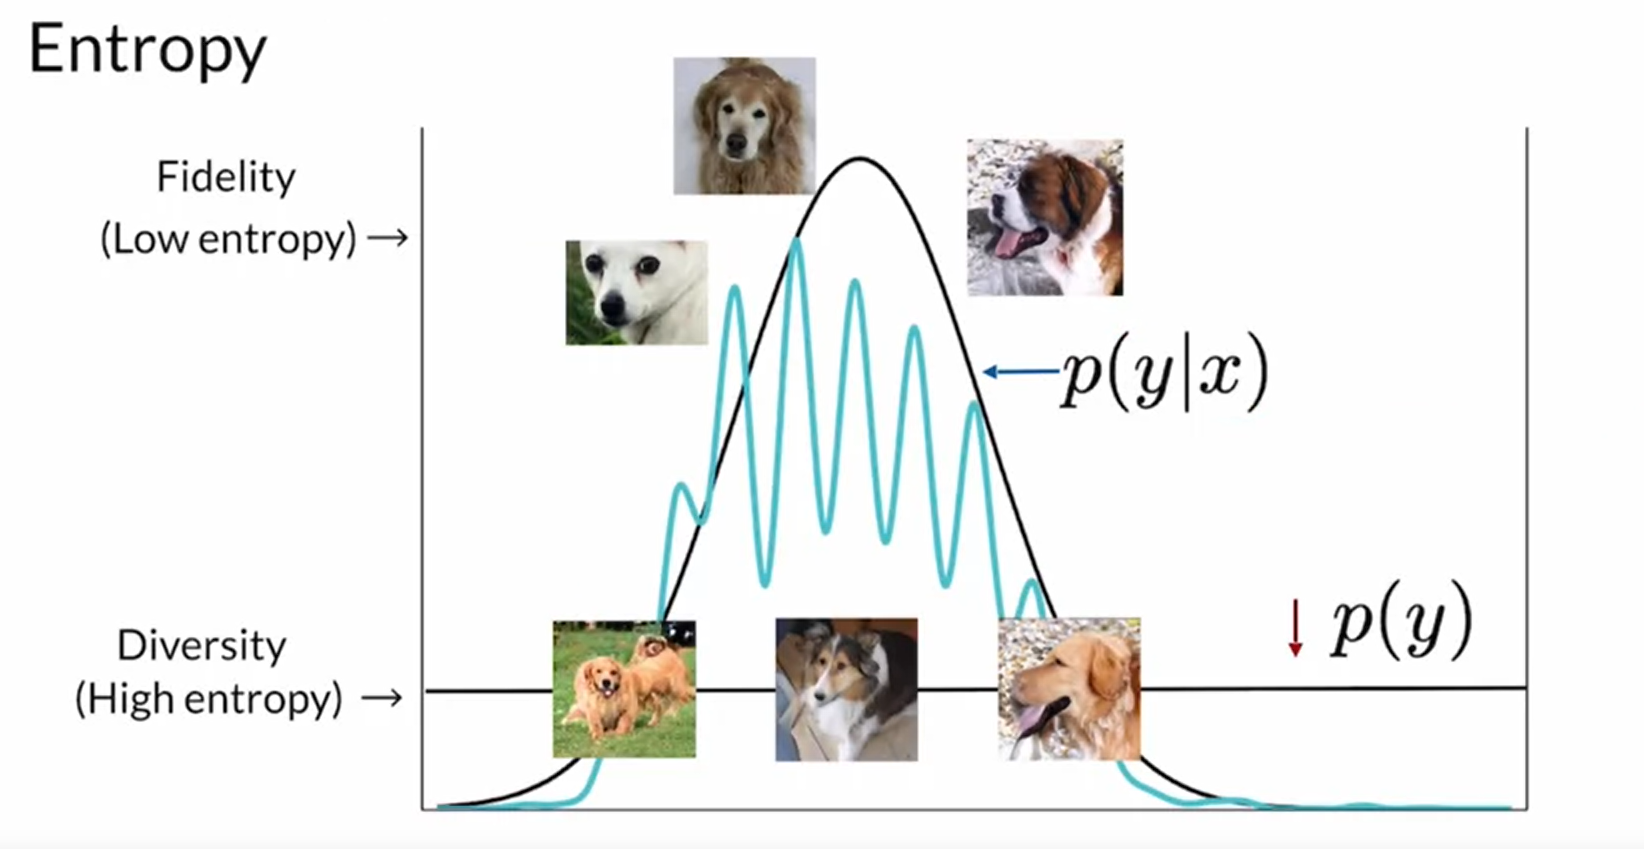 Entropy
Fidelity
(Low entropy) →
p(y|x)
Diversity
(High entropy) →
↓ p(y)